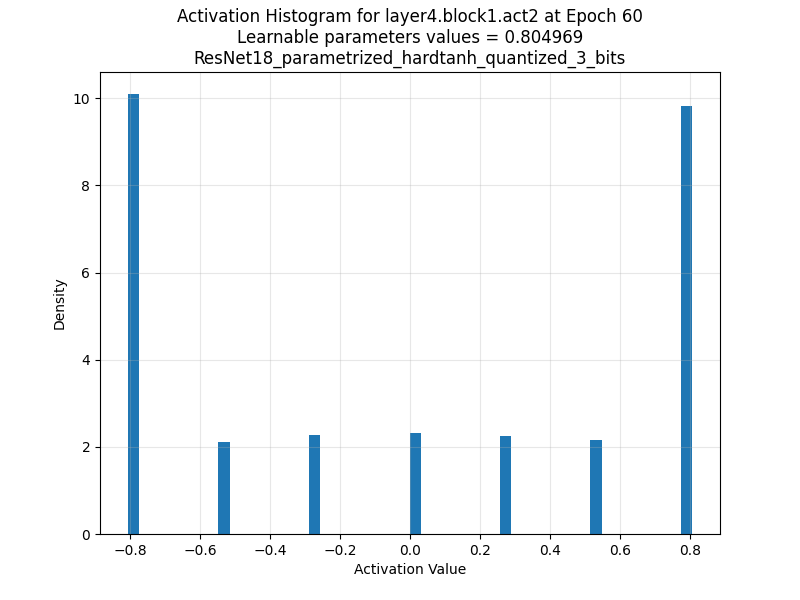 Activation Histogram for layer4.block1.act2 at Epoch 60
Learnable parameters values = 0.804969
ResNet18_parametrized_hardtanh_quantized_3_bits
10
8
6
4
2
0
Density
−0.8 −0.6 −0.4 −0.2 0.0 0.2 0.4 0.6 0.8
Activation Value